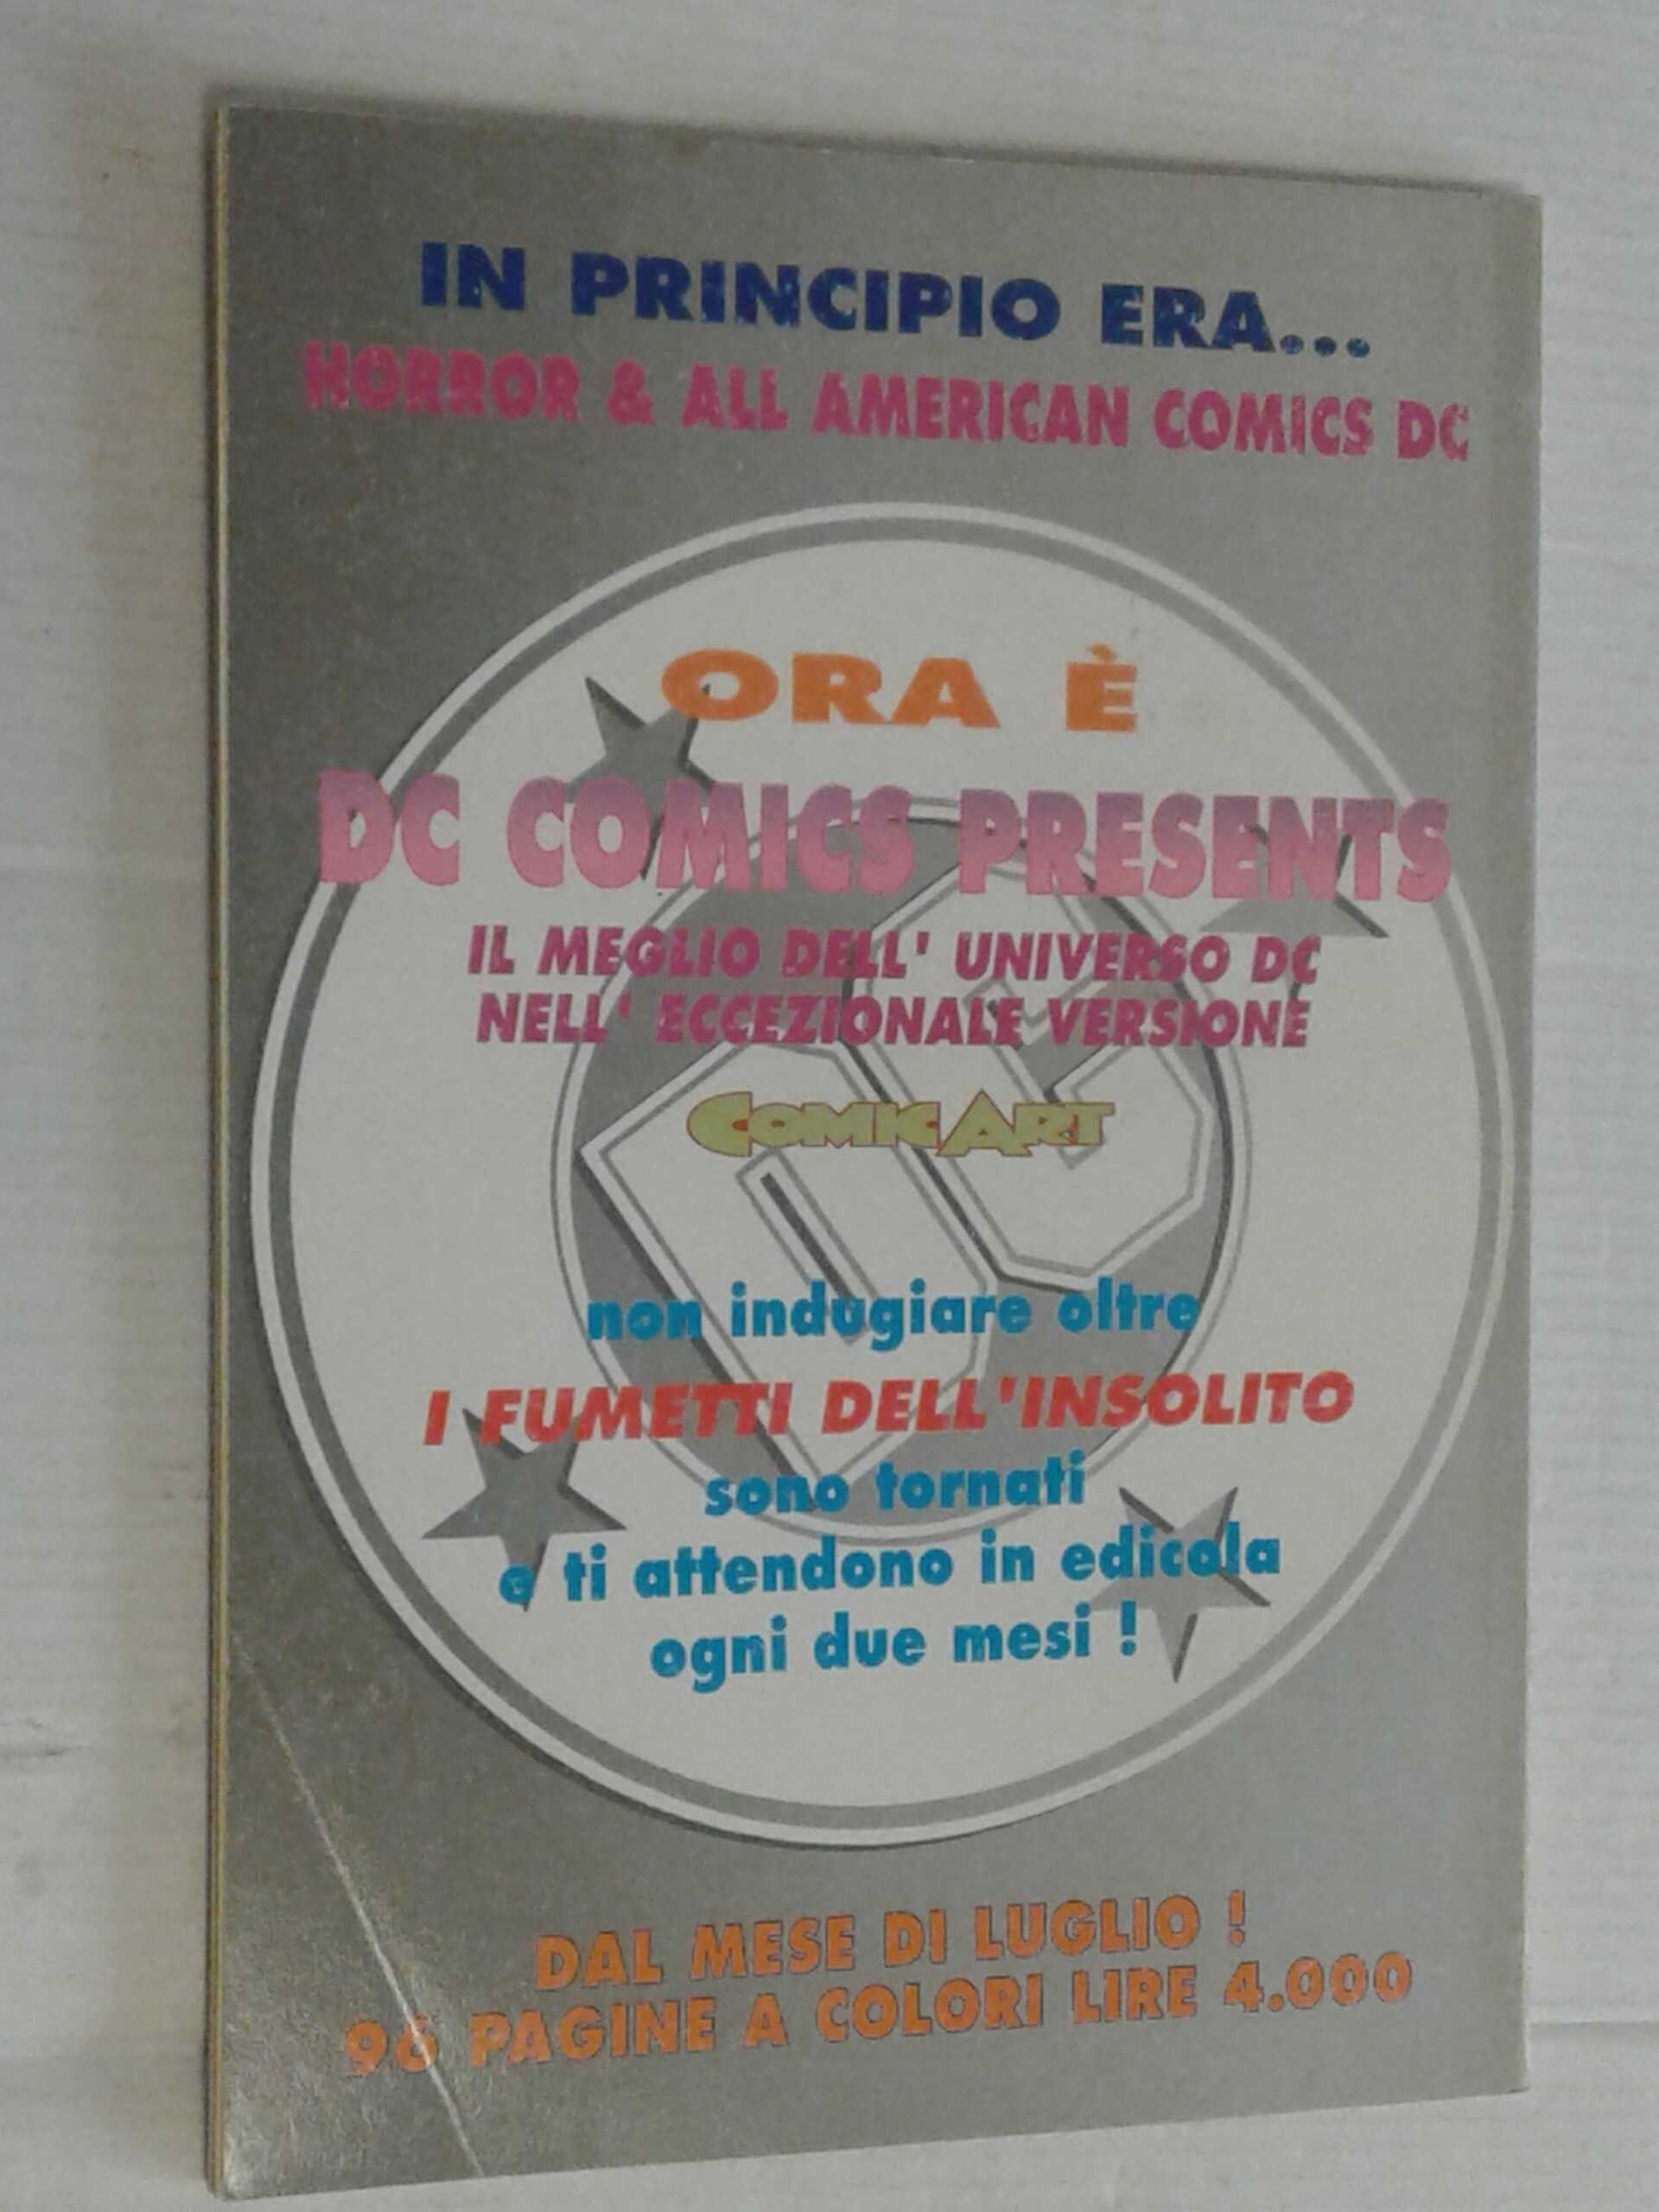 IN PRINCIPIO ERA...
HORROR & ALL AMERICAN COMICS DC
ORA È
DC COMICS PRESENTS
IL MEGLIO DELL' UNIVERSO DC
NELL' ECCEZIONALE VERSIONE
COMIC ART
DC
non indugiare oltre
I FUMETTI DELL'INSOLITO
sono tornati
e ti attendono in edicola
ogni due mesi !
DAL MESE DI LUGLIO !
96 PAGINE A COLORI LIRE 4.000